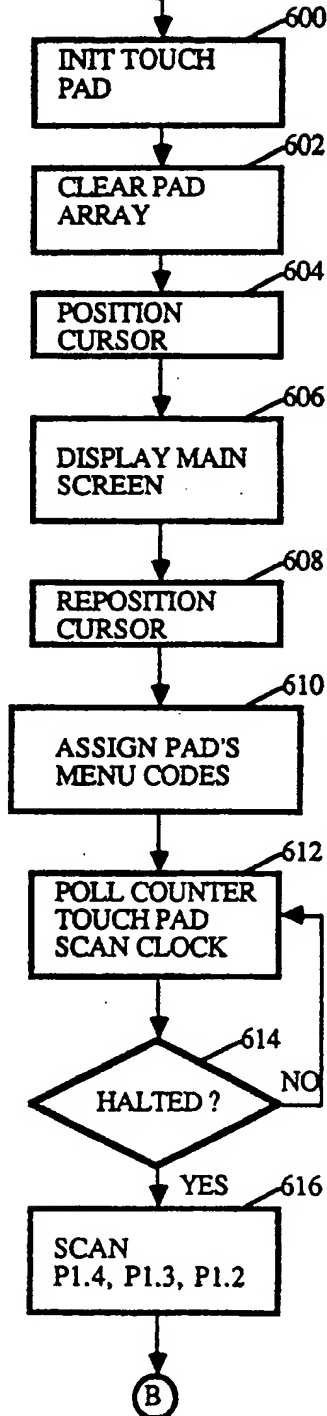 600
INIT TOUCH
PAD
602
CLEAR PAD
ARRAY
604
POSITION
CURSOR
606
DISPLAY MAIN
SCREEN
608
REPOSITION
CURSOR
610
ASSIGN PAD'S
MENU CODES
612
POLL COUNTER
TOUCH PAD
SCAN CLOCK
614
HALTED ?
NO
YES
616
SCAN
P1.4, P1.3, P1.2
B